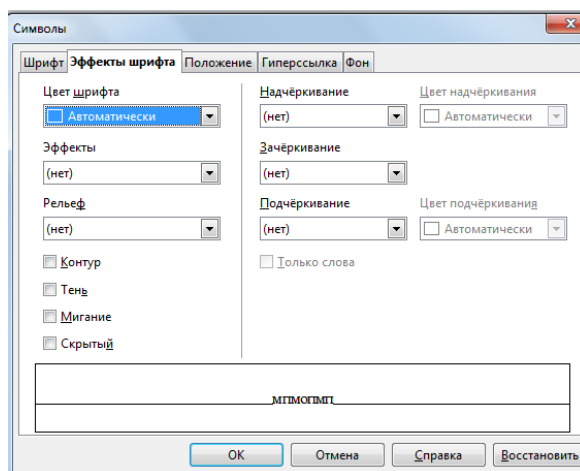 Символы
Шрифт Эффекты шрифта Положение Гиперссылка Фон
Цвет шрифта Надчёркивание Цвет надчёркивания
Автоматически (нет) Автоматически
Эффекты Зачёркивание
(нет) (нет)
Рельеф Подчёркивание Цвет подчёркивания
(нет) (нет) Автоматически
Контур Только слова
Тень
Мигание
Скрытый
мпмопмп
ОК Отмена Справка Восстановить